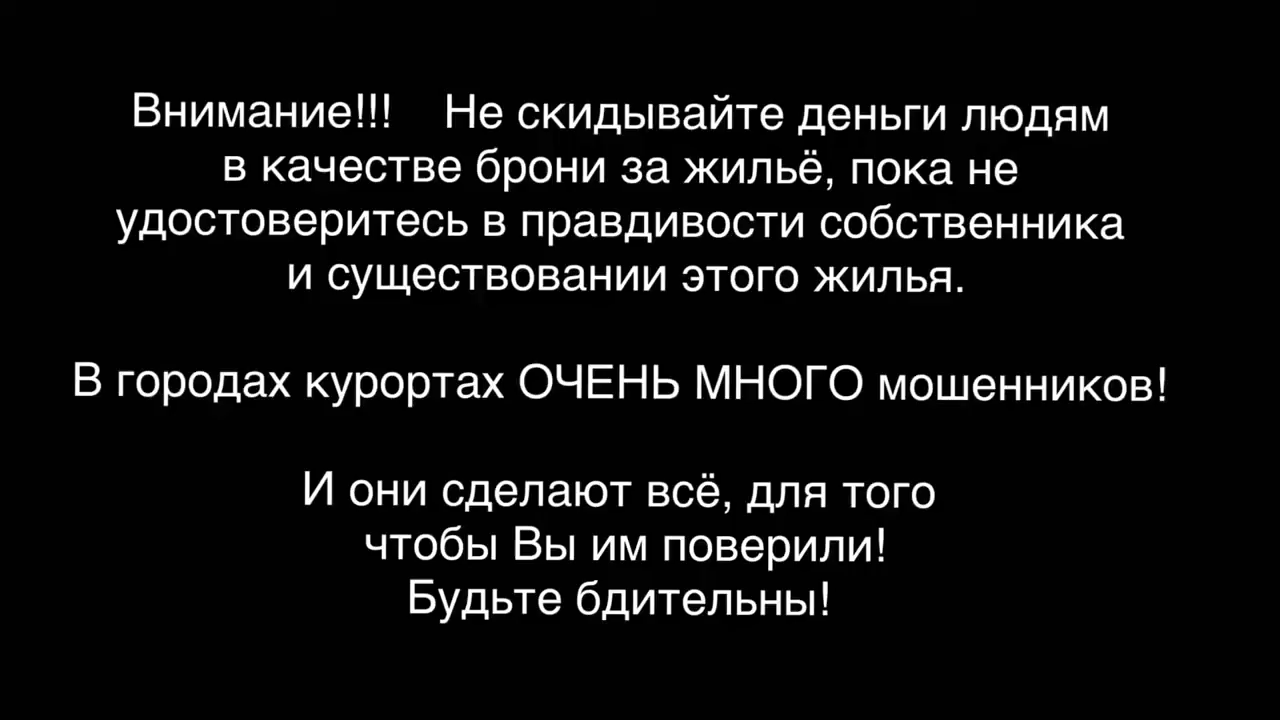 Внимание!!! Не скидывайте деньги людям
в качестве брони за жильё, пока не
удостоверитесь в правдивости собственника
и существовании этого жилья.
В городах курортах ОЧЕНЬ МНОГО мошенников!
И они сделают всё, для того
чтобы Вы им поверили!
Будьте бдительны!